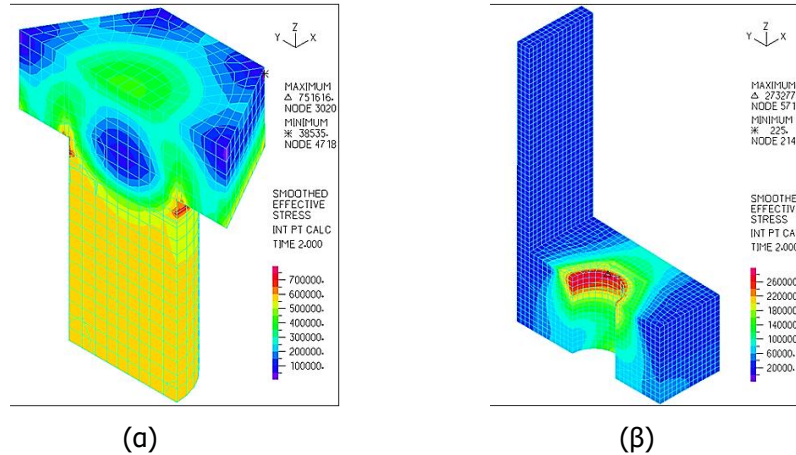 Z
Y X
MAXIMUM
△ 751616.
NODE 3020
MINIMUM
✳ 38535.
NODE 4718
SMOOTHED
EFFECTIVE
STRESS
INT PT CALC
TIME 2.000
700000.
600000.
500000.
400000.
300000.
200000.
100000.
(α)
Z
Y X
MAXIMUM
△ 273277
NODE 571
MINIMUM
✳ 225.
NODE 214
SMOOTHE
EFFECTIV
STRESS
INT PT CA
TIME 2.000
260000
220000
180000
140000
100000
60000.
20000.
(β)